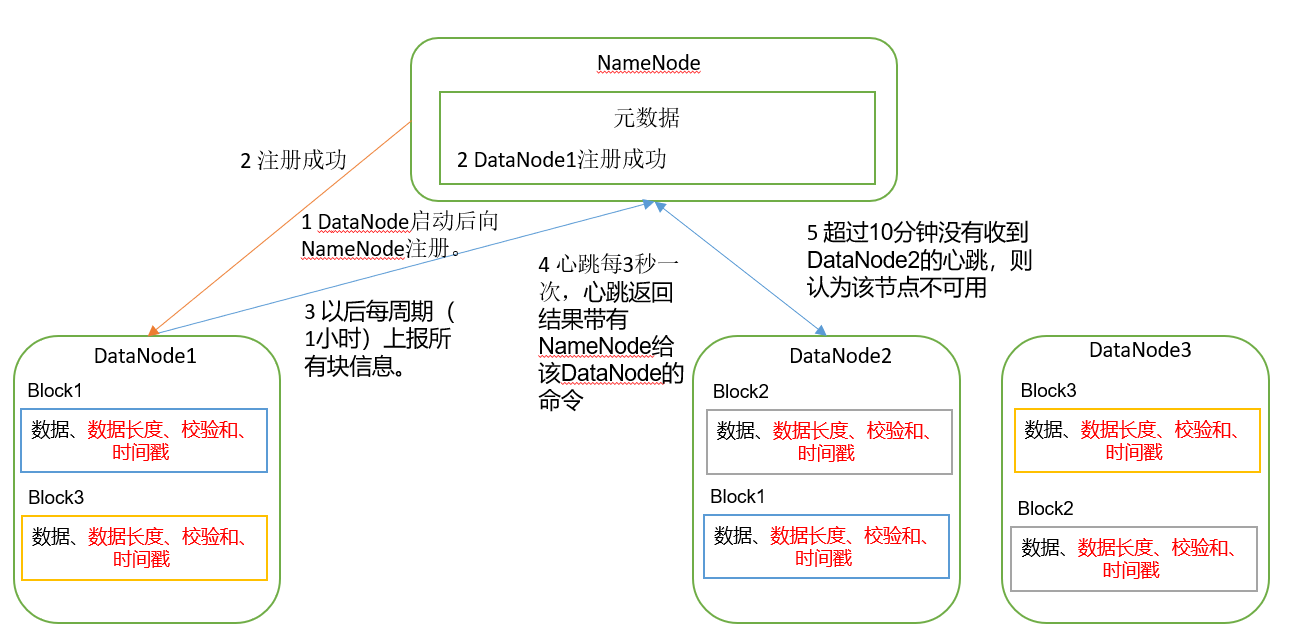 NameNode
元数据
2 DataNode1注册成功
2 注册成功
1 DataNode启动后向
NameNode注册。
3 以后每周期（
1小时）上报所
有块信息。
4 心跳每3秒一
次，心跳返回
结果带有
NameNode给
该DataNode的
命令
5 超过10分钟没有收到
DataNode2的心跳，则
认为该节点不可用
DataNode1
Block1
数据、数据长度、校验和、
时间戳
Block3
数据、数据长度、校验和、
时间戳
DataNode2
Block2
数据、数据长度、校验和、
时间戳
Block1
数据、数据长度、校验和、
时间戳
DataNode3
Block3
数据、数据长度、校验和、
时间戳
Block2
数据、数据长度、校验和、
时间戳